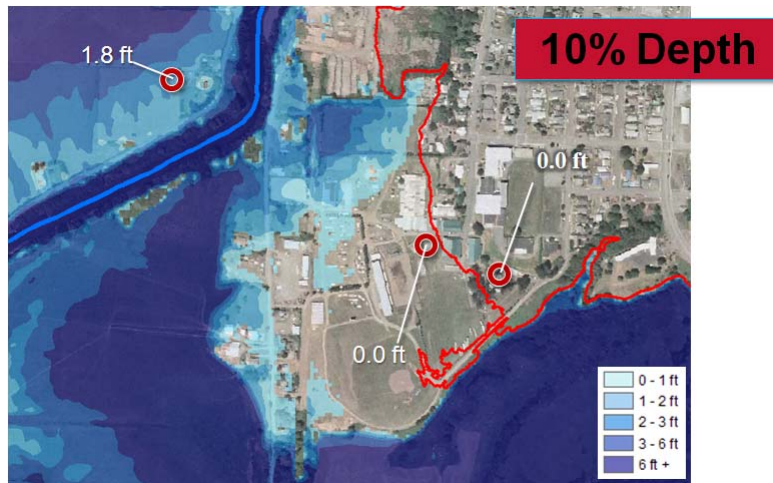 10% Depth
1.8 ft
0.0 ft
0.0 ft
0 - 1 ft
1 - 2 ft
2 - 3 ft
3 - 6 ft
6 ft +